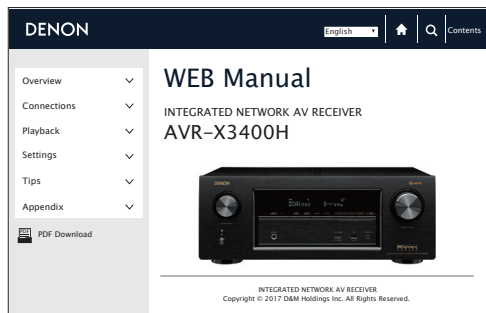 DENON
English
Contents
Overview
Connections
Playback
Settings
Tips
Appendix
PDF Download
WEB Manual
INTEGRATED NETWORK AV RECEIVER
AVR-X3400H
DENON
INTEGRATED NETWORK AV RECEIVER
Copyright © 2017 D&M Holdings Inc. All Rights Reserved.